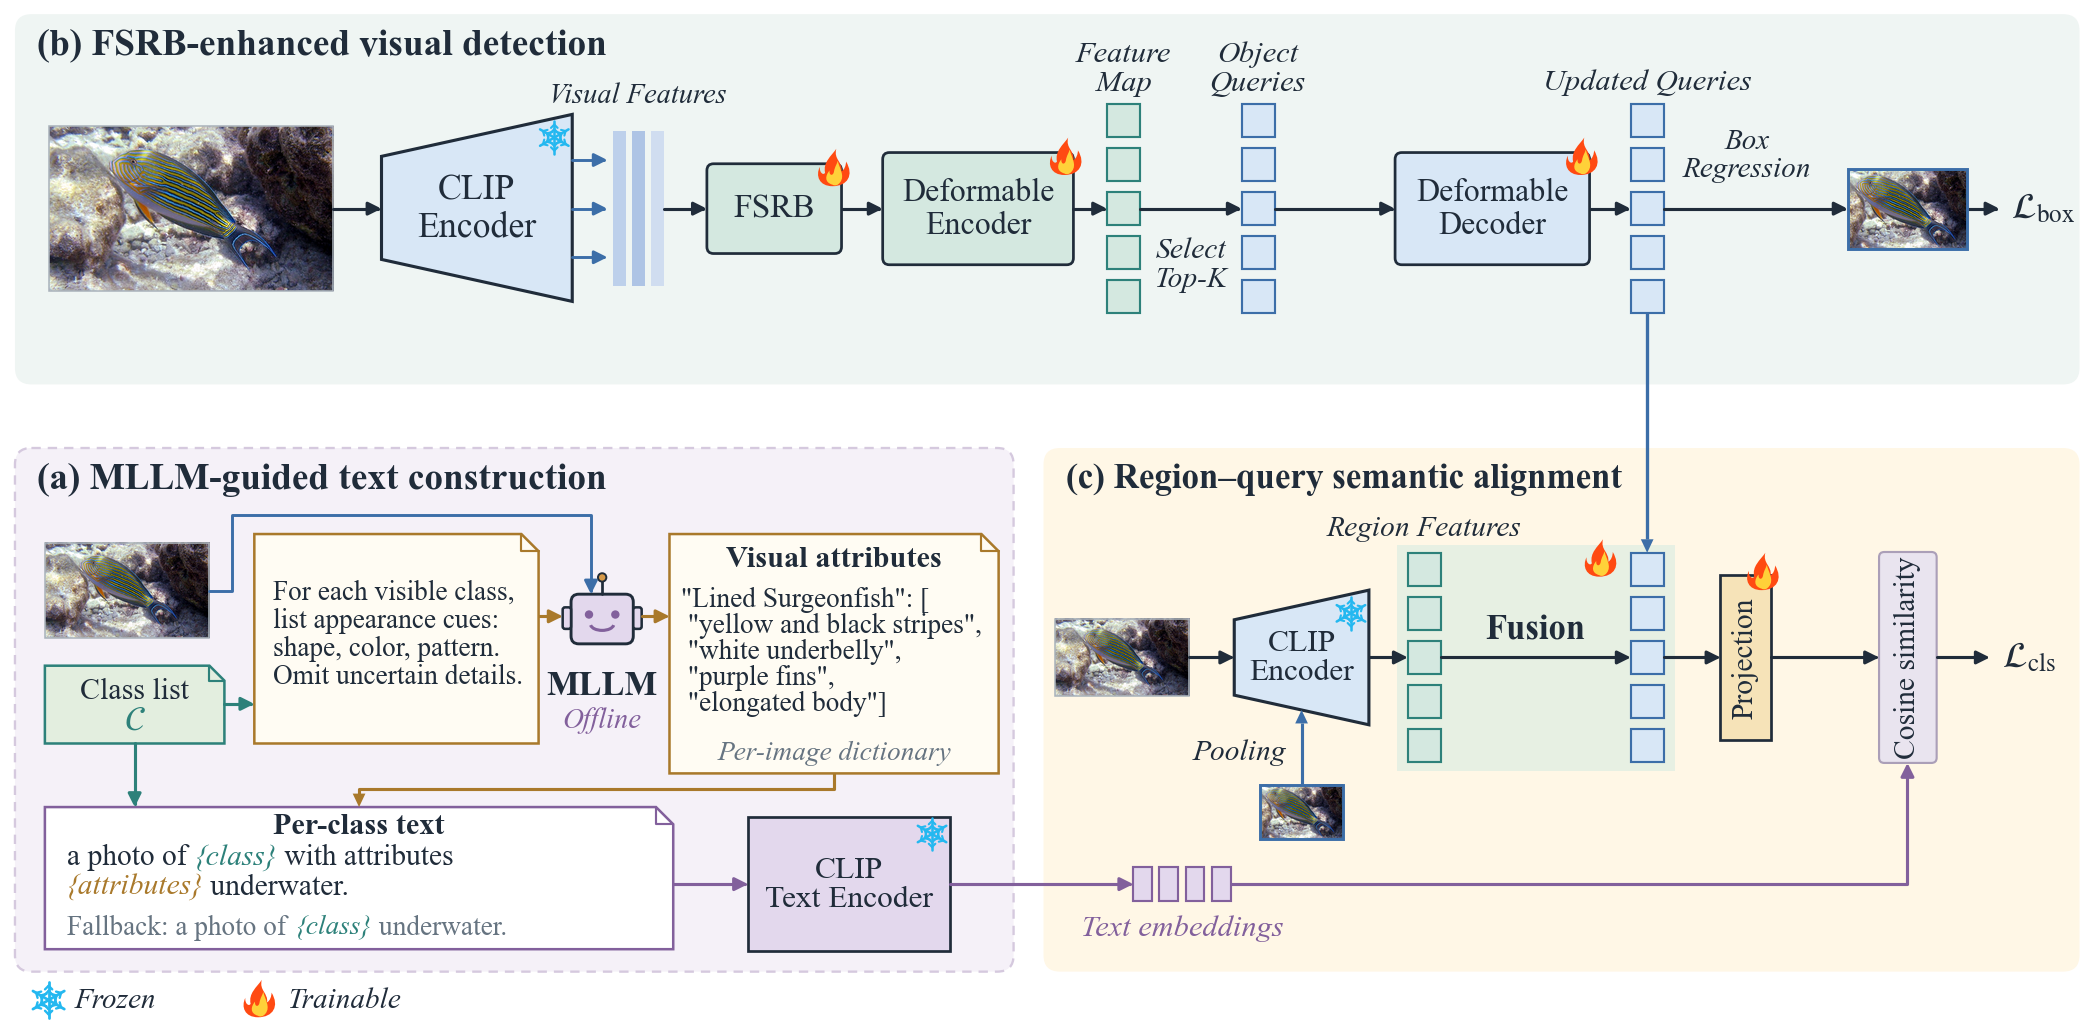 (b) FSRB-enhanced visual detection
Visual Features
Feature
Map
Object
Queries
Updated Queries
CLIP
Encoder
FSRB
Deformable
Encoder
Select
Top-K
Deformable
Decoder
Box
Regression
ℒbox
(a) MLLM-guided text construction
Class list
𝒞
For each visible class,
list appearance cues:
shape, color, pattern.
Omit uncertain details.
MLLM
Offline
Visual attributes
"Lined Surgeonfish": [
"yellow and black stripes",
"white underbelly",
"purple fins",
"elongated body"]
Per-image dictionary
Per-class text
a photo of {class} with attributes
{attributes} underwater.
Fallback: a photo of {class} underwater.
CLIP
Text Encoder
(c) Region–query semantic alignment
Region Features
CLIP
Encoder
Pooling
Fusion
Projection
Cosine similarity
ℒcls
Text embeddings
Frozen
Trainable